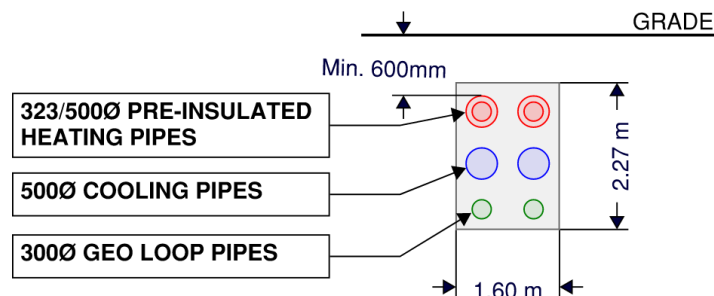 GRADE
Min. 600mm
323/500Ø PRE-INSULATED
HEATING PIPES
500Ø COOLING PIPES
300Ø GEO LOOP PIPES
2.27 m
1.60 m